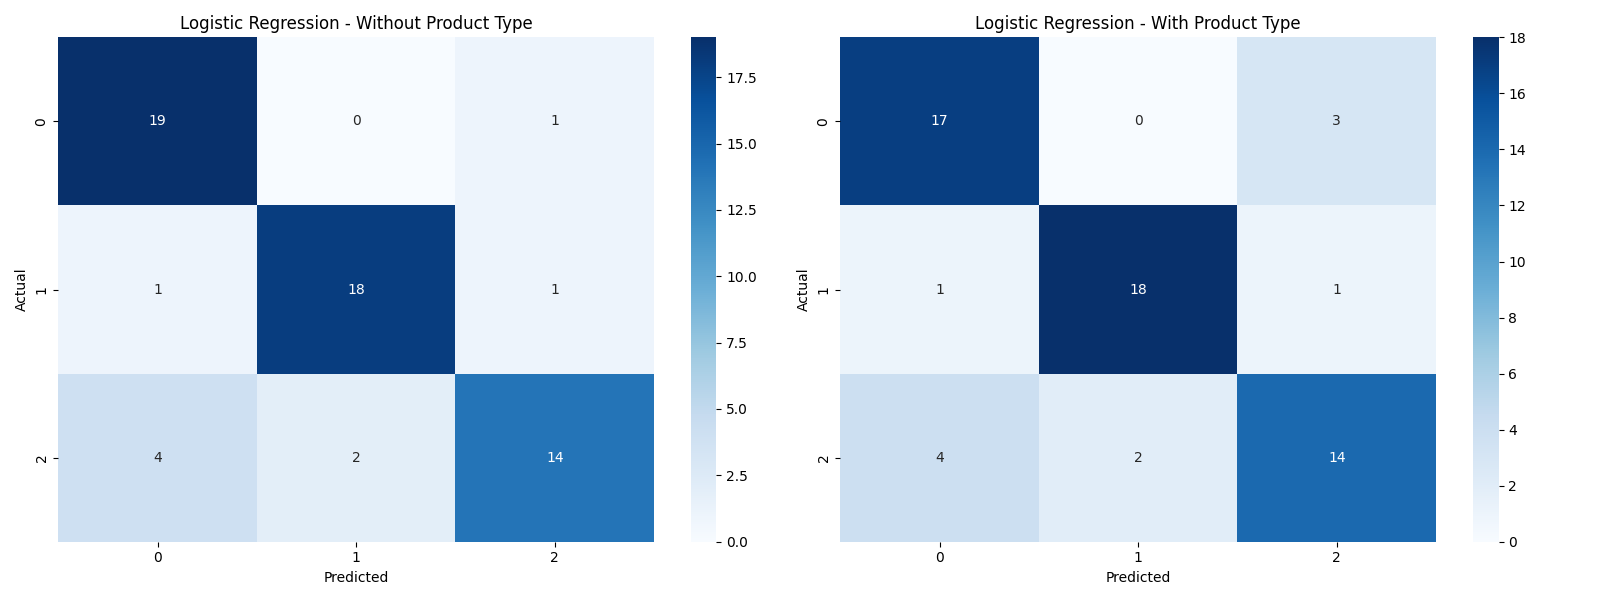 Logistic Regression - Without Product Type
Actual
0
1
2
19 0 1
1 18 1
4 2 14
0 1 2
Predicted
17.5
15.0
12.5
10.0
7.5
5.0
2.5
0.0
Logistic Regression - With Product Type
Actual
0
1
2
17 0 3
1 18 1
4 2 14
0 1 2
Predicted
18
16
14
12
10
8
6
4
2
0